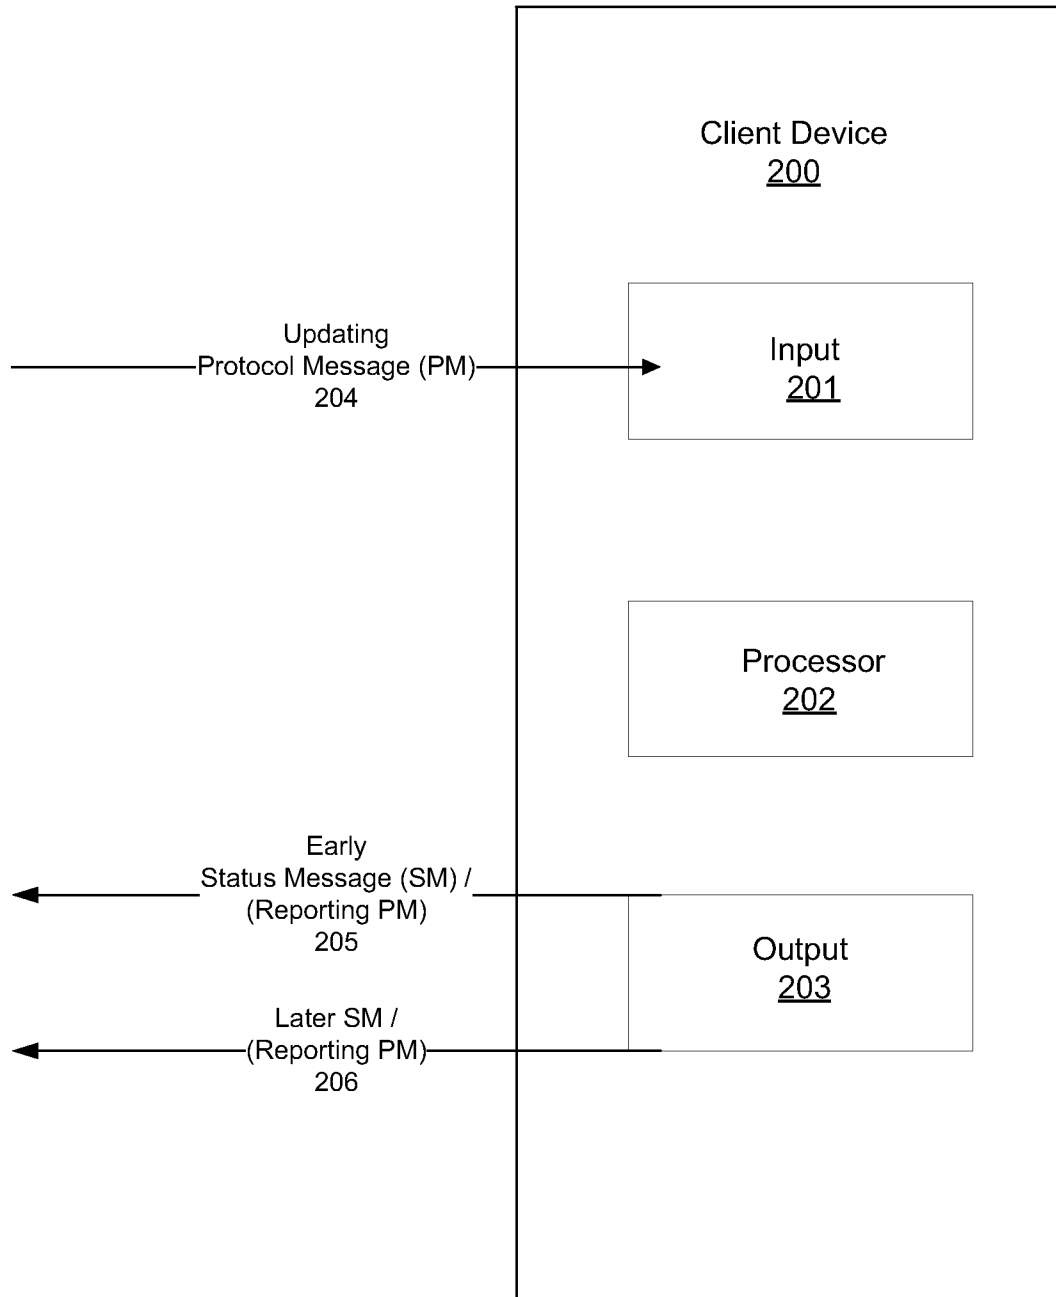 Client Device
200
Updating
Protocol Message (PM)
204
Input
201
Processor
202
Early
Status Message (SM) /
(Reporting PM)
205
Output
203
Later SM /
(Reporting PM)
206